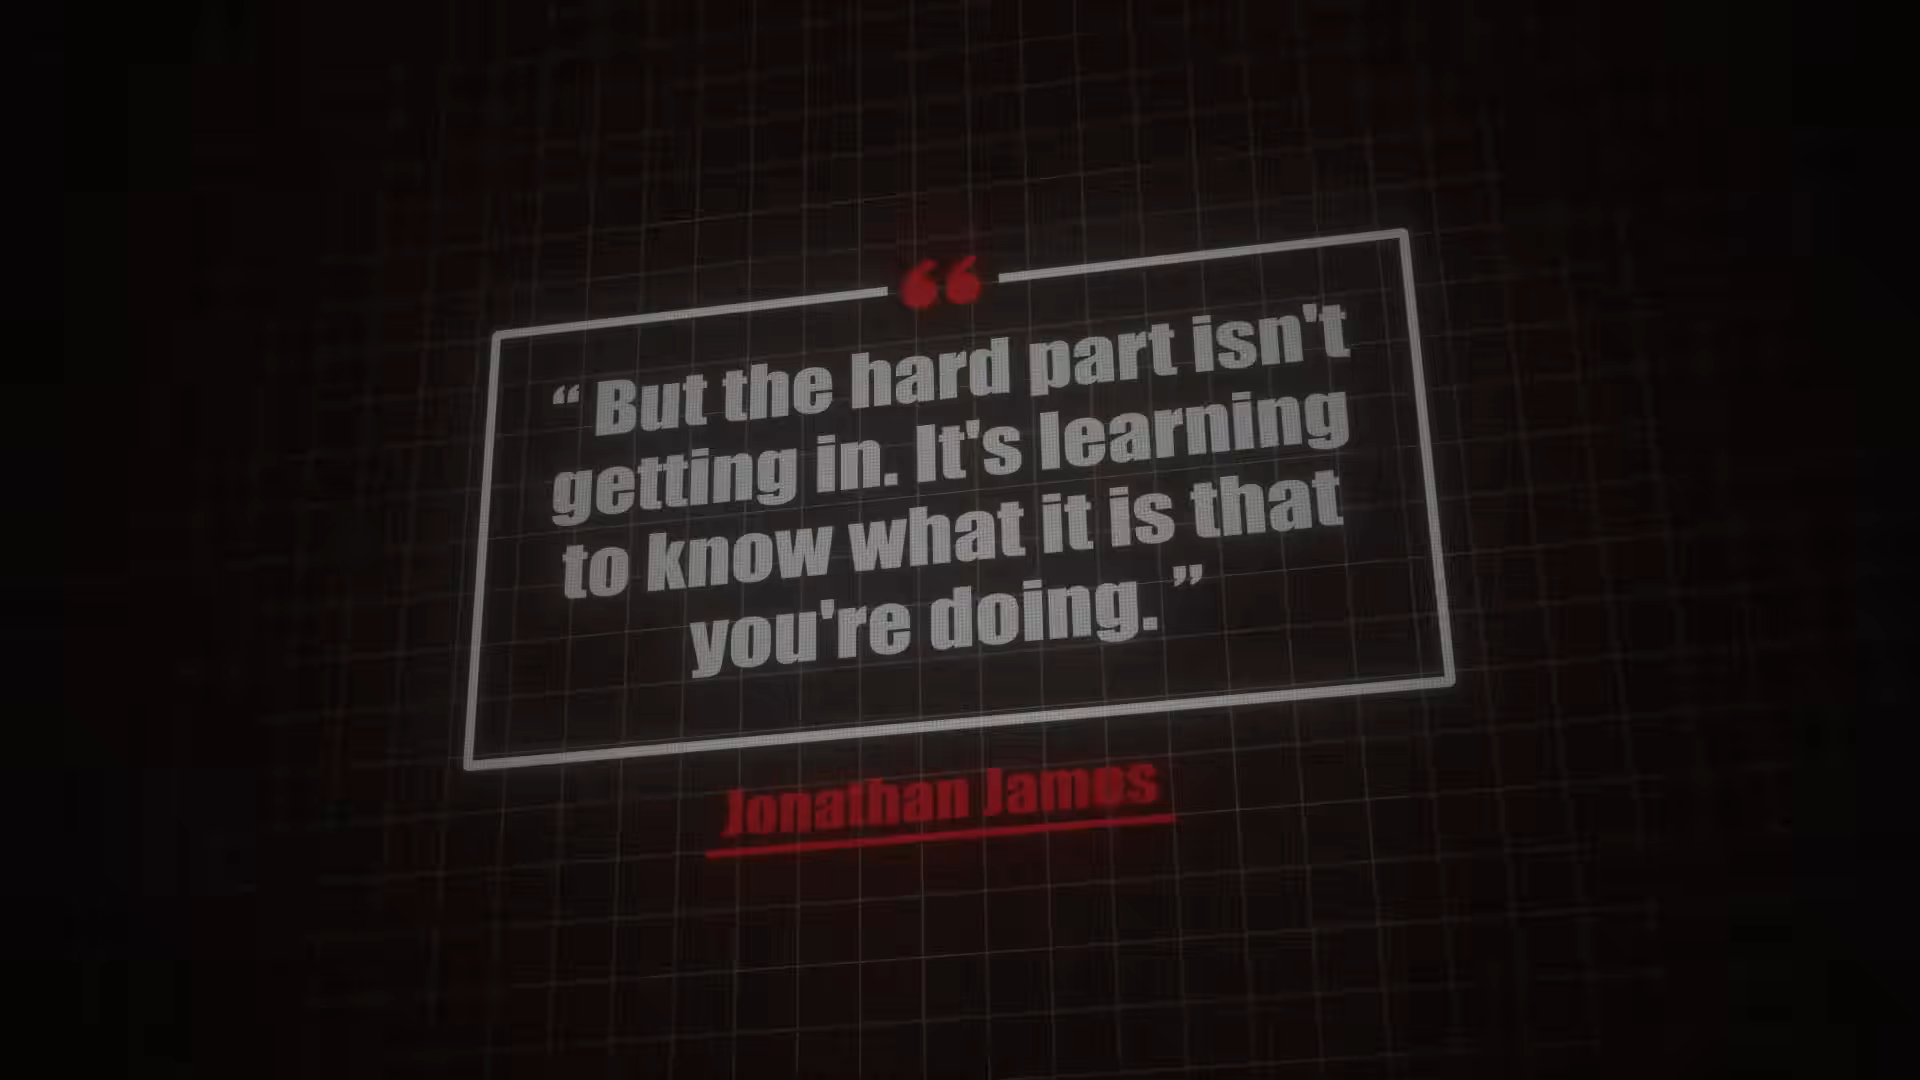 “ But the hard part isn't
getting in. It's learning
to know what it is that
you're doing. ”
Jonathan James